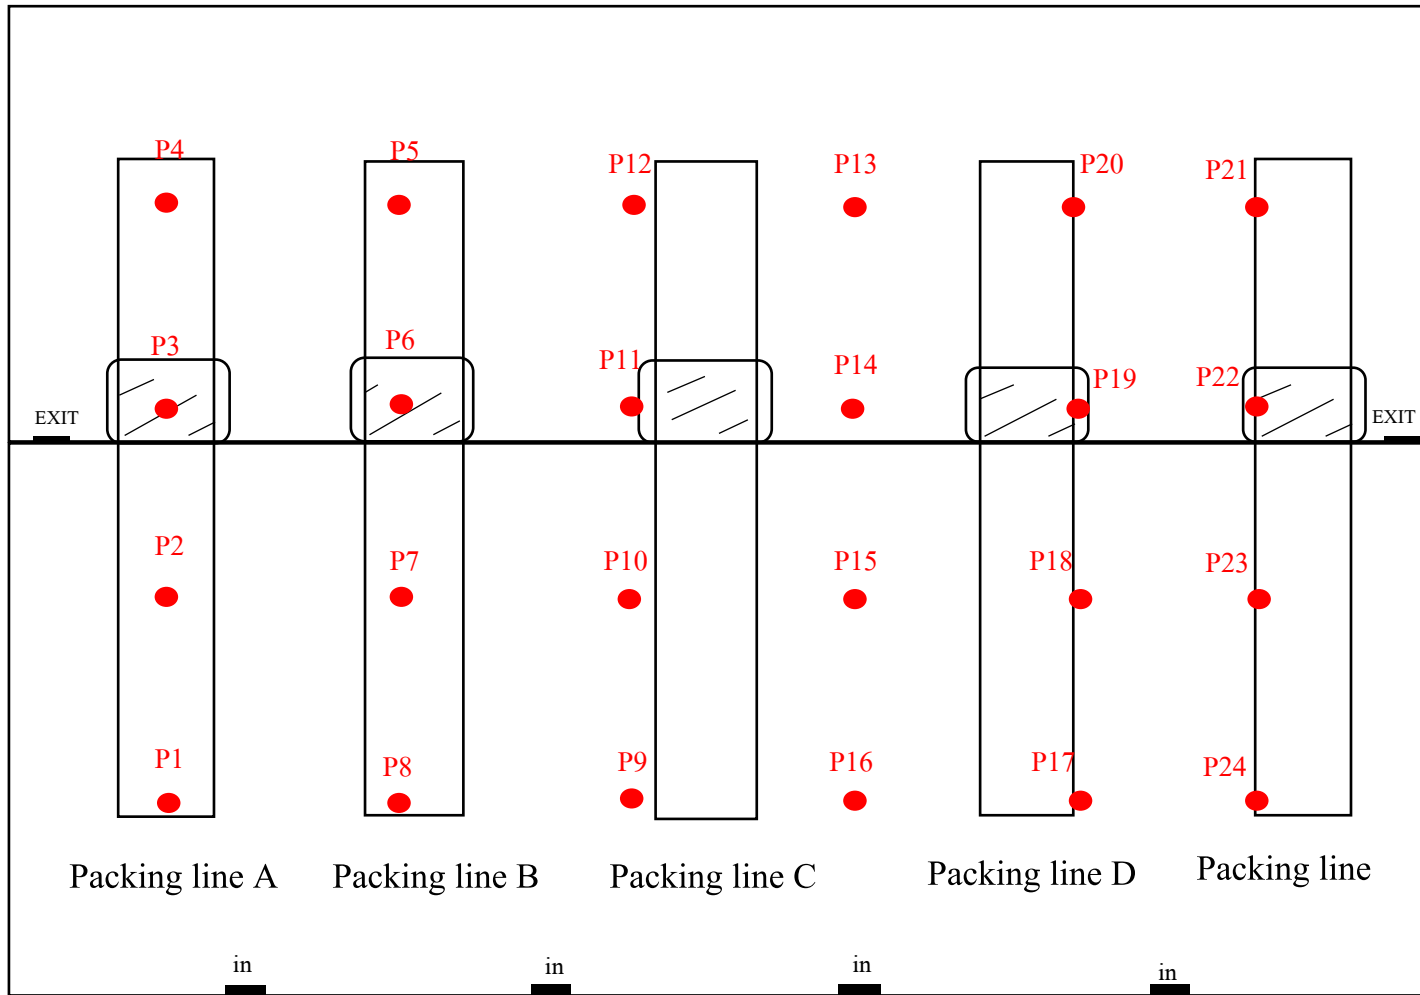 P4
P5
P12
P13
P20
P21
P3
P6
P11
P14
P19
P22
EXIT
EXIT
P2
P7
P10
P15
P18
P23
P1
P8
P9
P16
P17
P24
Packing line A
Packing line B
Packing line C
Packing line D
Packing line
in
in
in
in